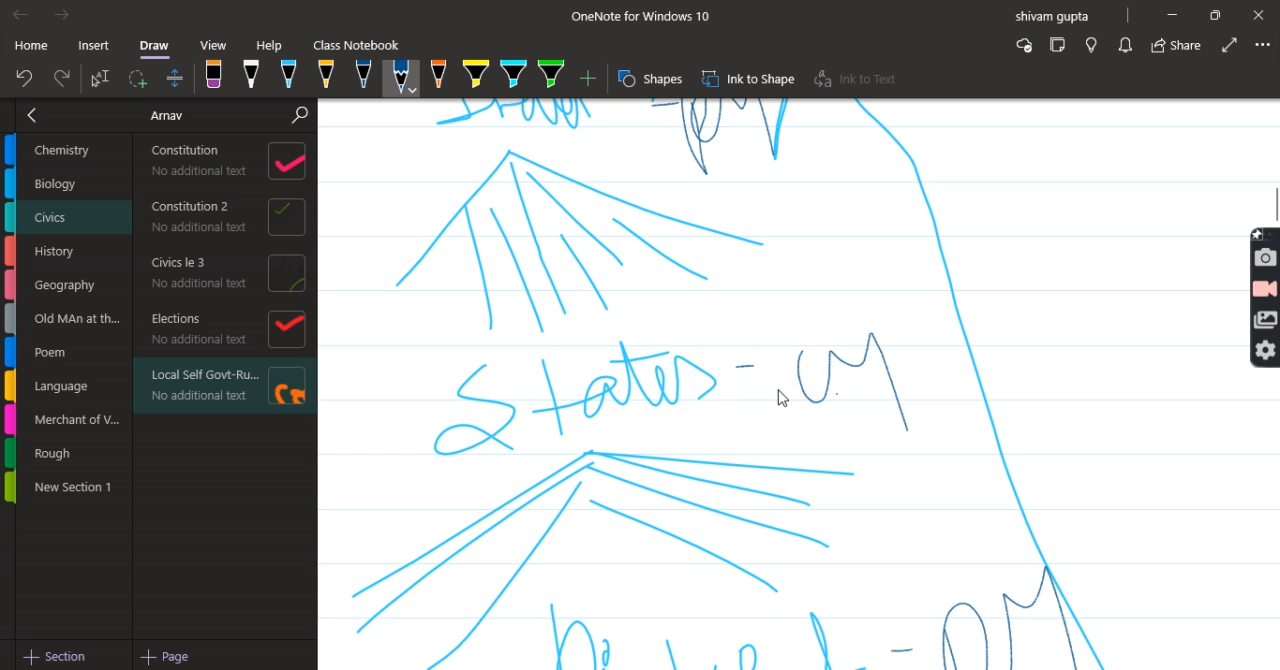 OneNote for Windows 10
shivam gupta
Home Insert Draw View Help Class Notebook
Share
Shapes Ink to Shape Ink to Text
Arnav
Chemistry
Biology
Civics
History
Geography
Old MAn at th...
Poem
Language
Merchant of V...
Rough
New Section 1
Section
Constitution
No additional text
Constitution 2
No additional text
Civics le 3
No additional text
Elections
No additional text
Local Self Govt-Ru...
No additional text
Page
States - CM